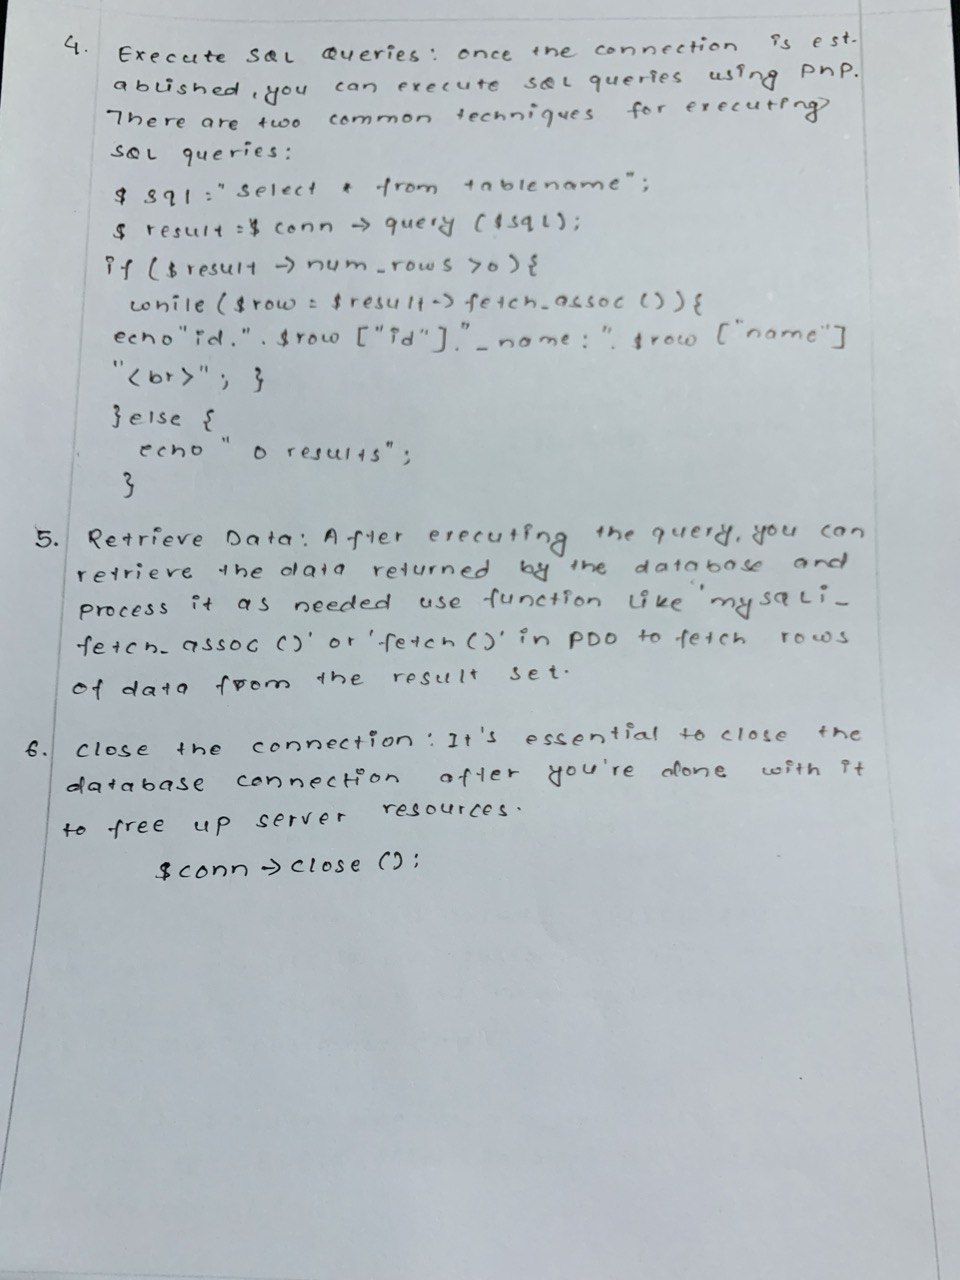 4. Execute SQL Queries: once the connection is est-
ablished, you can execute SQL queries using PHP.
There are two common techniques for executing
SQL queries:
$ sql = "select * from tablename";
$ result = $ conn → query ($sql);
if ($ result → num_rows >0) {
while ($row = $result → fetch_assoc ()) {
echo "id." . $row ["id"]."_ name: ". $row ["name"]
"<br>"; }
} else {
echo " 0 results";
}
5. Retrieve Data: After executing the query, you can
retrieve the data returned by the database and
process it as needed use function like 'mysqli_
fetch_assoc ()' or 'fetch ()' in PDO to fetch rows
of data from the result set.
6. close the connection: It's essential to close the
database connection after you're done with it
to free up server resources.
$conn → close ();